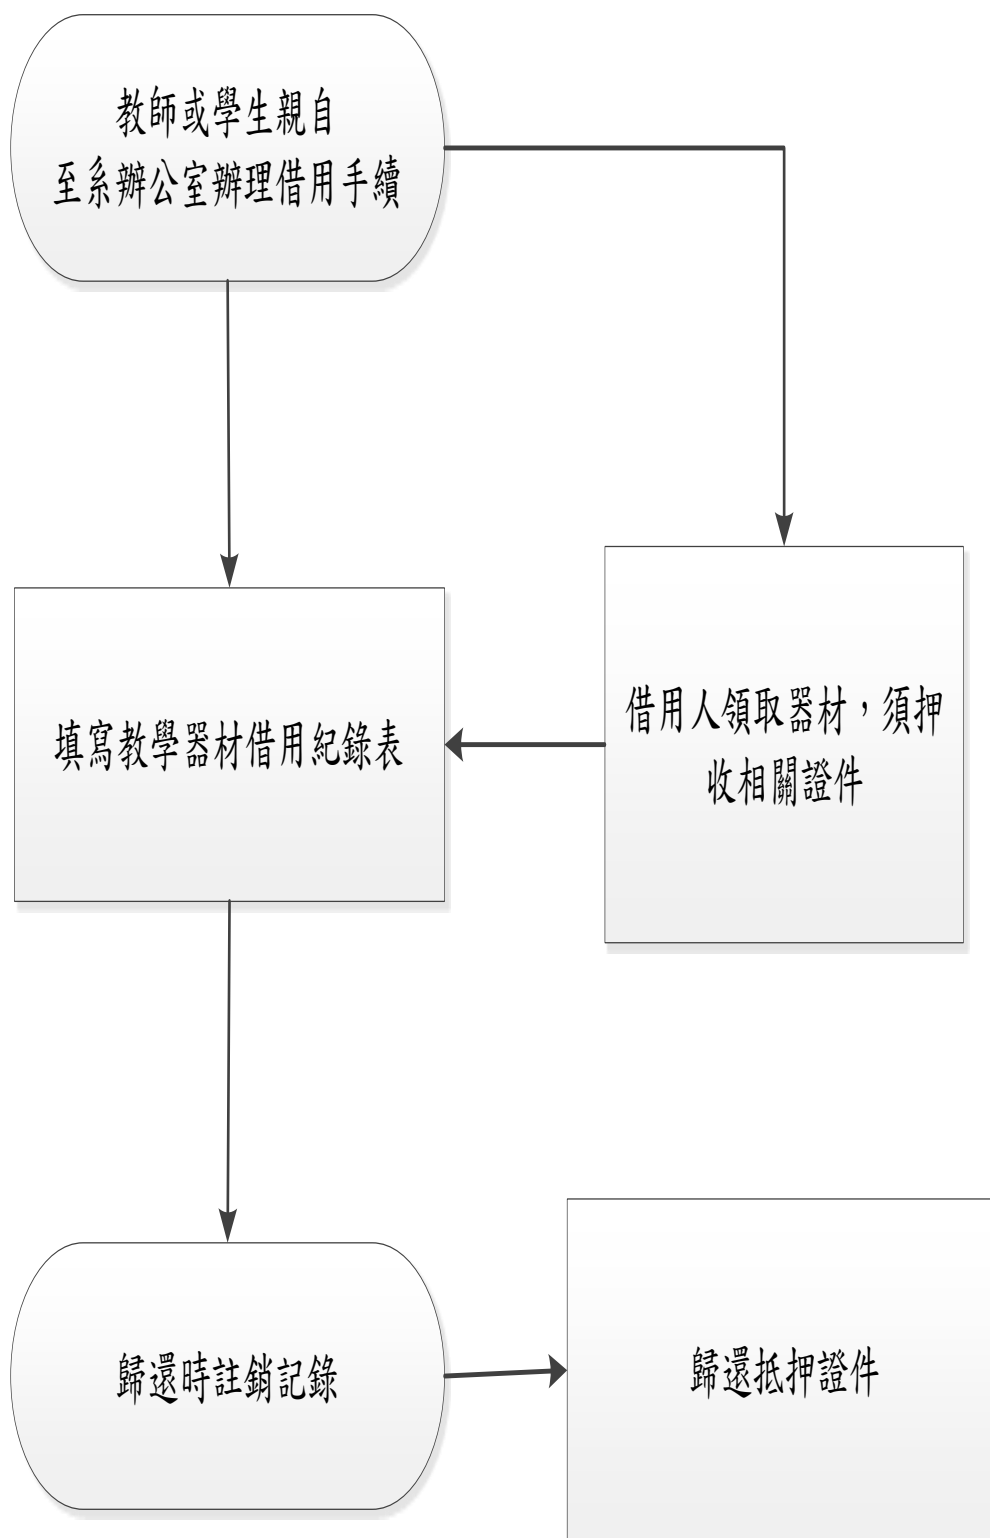 教師或學生親自
至系辦公室辦理借用手續
填寫教學器材借用紀錄表
借用人領取器材，須押
收相關證件
歸還時註銷記錄
歸還抵押證件